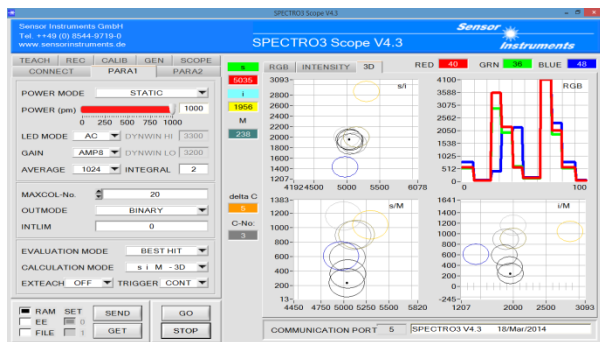 SPECTRO3 Scope V4.3
Sensor Instruments GmbH
Tel. ++49 (0) 8544-9719-0
www.sensorinstruments.de
SPECTRO3 Scope V4.3
Sensor Instruments
TEACH REC CALIB GEN SCOPE
CONNECT PARA1 PARA2
POWER MODE STATIC
POWER (pm) 1000
0 250 500 750 1000
LED MODE AC DYNWIN HI 3300
GAIN AMP8 DYNWIN LO 3200
AVERAGE 1024 INTEGRAL 2
MAXCOL-No. 20
OUTMODE BINARY
INTLIM 0
EVALUATION MODE BEST HIT
CALCULATION MODE s i M - 3D
EXTEACH OFF TRIGGER CONT
RAM SET SEND GO
EE 0
FILE 1 GET STOP
s
5035
i
1956
M
238
delta C
5
C-No:
3
RGB INTENSITY 3D
RED 40 GRN 36 BLUE 48
s/i
3093-
2800-
2600-
2400-
2200-
2000-
1800-
1600-
1400-
1207-
4192 4500 5000 5500 6078
RGB
4100-
3588-
3075-
2562-
2050-
1538-
1025-
512-
0-
0 100
s/M
1383-
1200-
1000-
800-
600-
400-
200-
13-
4450 4750 5000 5250 5500 5820
i/M
1641-
1400-
1200-
1000-
800-
600-
400-
200-
0-
-245-
1207 2000 2500 3093
COMMUNICATION PORT 5 SPECTRO3 V4.3 18/Mar/2014